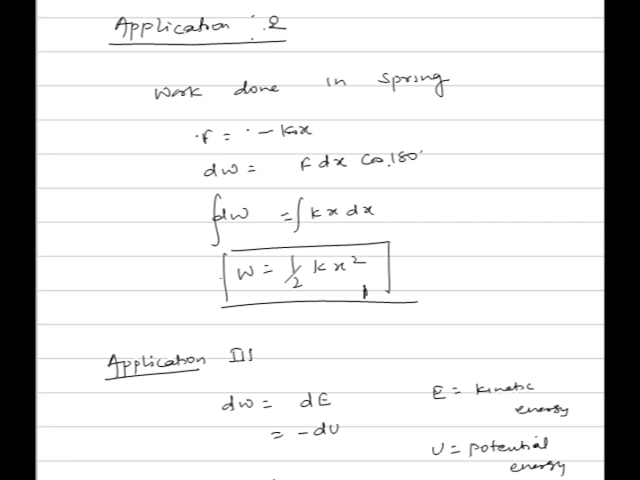 Application : 2
Work done in spring
F = - kx
dw = F dx Cos 180°
∮dw = ∫ kx dx
W = 1/2 kx²
Application III
dw = dE
= -dU
E = kinetic energy
U = potential energy